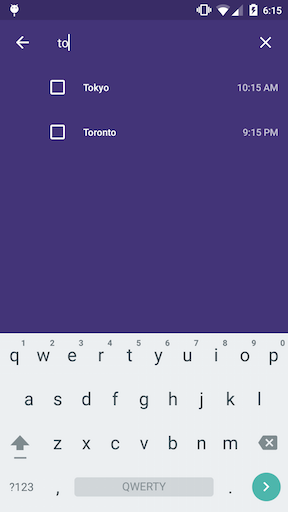 6:15
to
Tokyo 10:15 AM
Toronto 9:15 PM
1 2 3 4 5 6 7 8 9 0
q w e r t y u i o p
a s d f g h j k l
z x c v b n m
?123 , QWERTY .